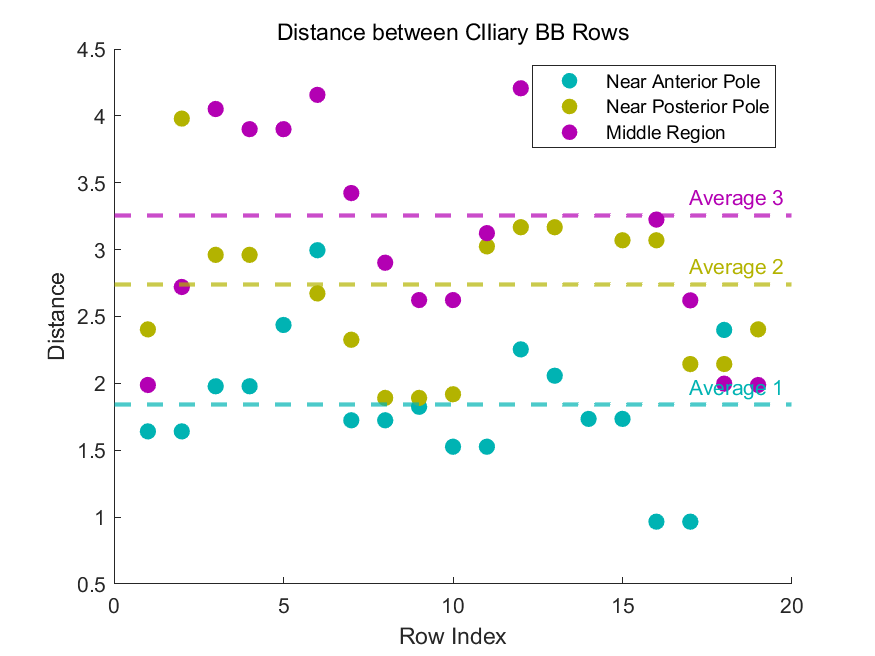 Distance between CIliary BB Rows
4.5
4
3.5
3
2.5
2
1.5
1
0.5
Distance
Near Anterior Pole
Near Posterior Pole
Middle Region
Average 3
Average 2
Average 1
0
5
10
15
20
Row Index